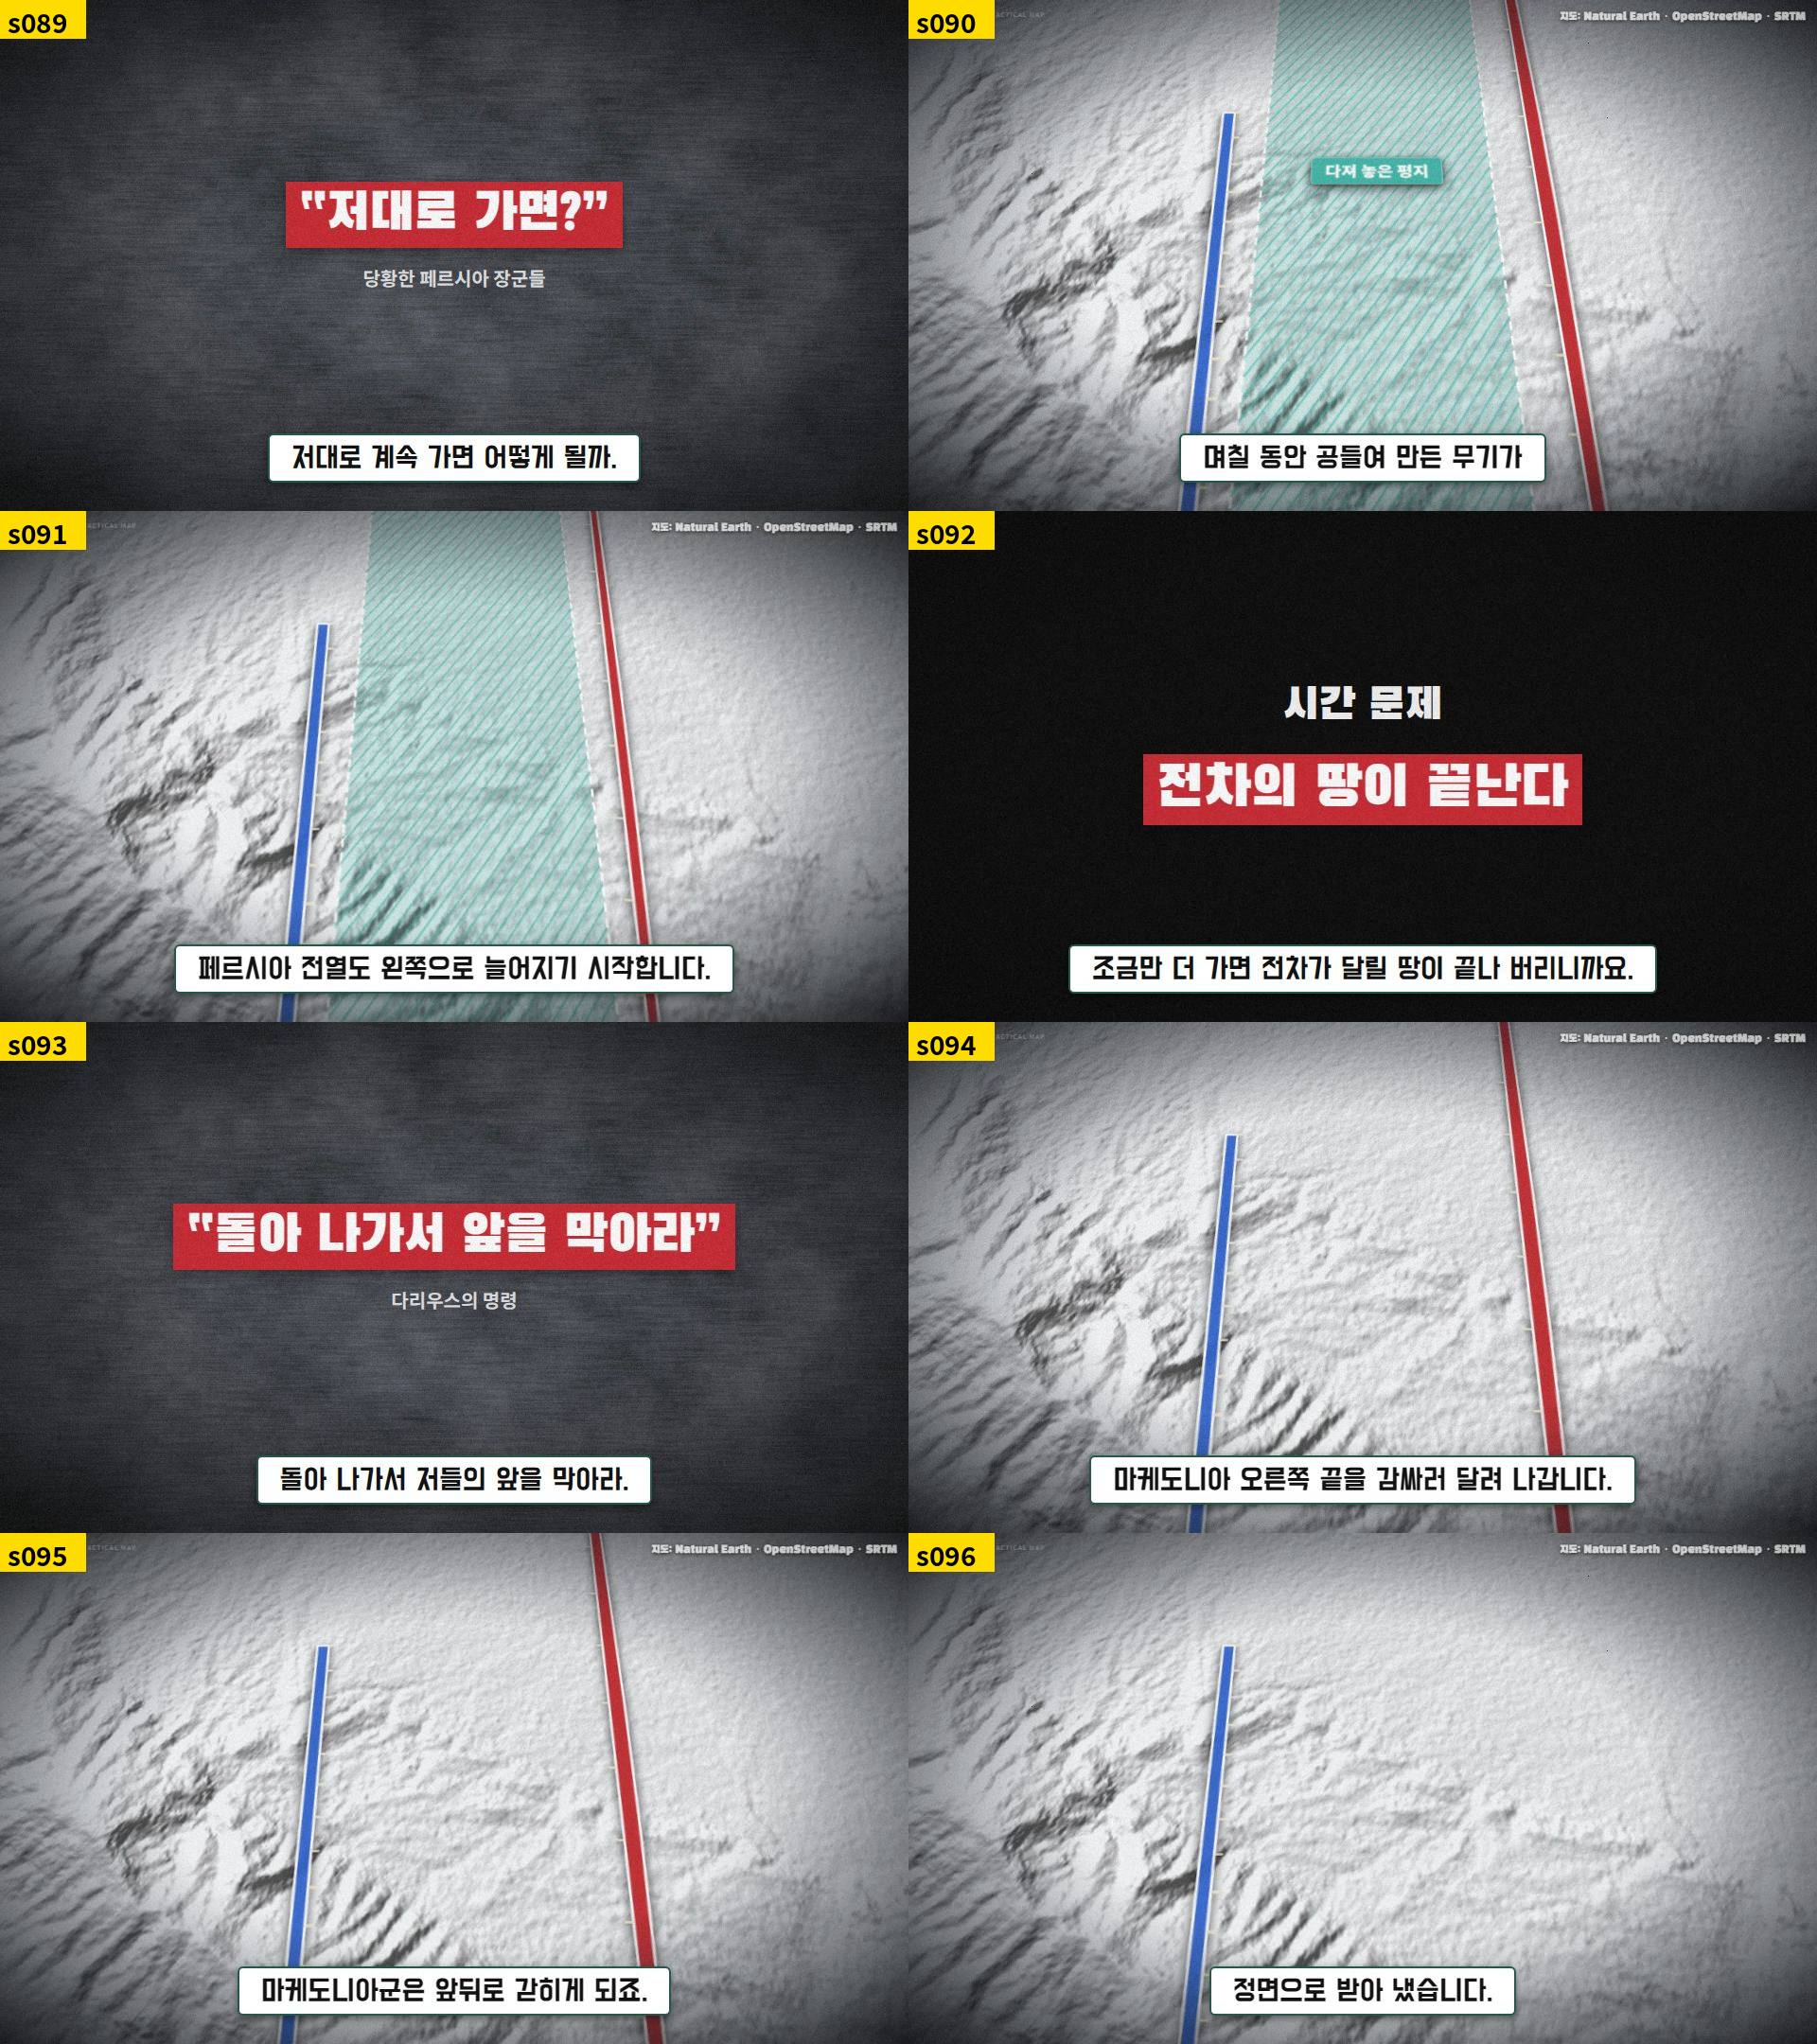 s089
“저대로 가면?”
당황한 페르시아 장군들
저대로 계속 가면 어떻게 될까.
s090
지도: Natural Earth · OpenStreetMap · SRTM
다져 놓은 평지
며칠 동안 공들여 만든 무기가
s091
ACTICAL MAP
지도: Natural Earth · OpenStreetMap · SRTM
페르시아 전열도 왼쪽으로 늘어지기 시작합니다.
s092
시간 문제
전차의 땅이 끝난다
조금만 더 가면 전차가 달릴 땅이 끝나 버리니까요.
s093
“돌아 나가서 앞을 막아라”
다리우스의 명령
돌아 나가서 저들의 앞을 막아라.
s094
ACTICAL MAP
지도: Natural Earth · OpenStreetMap · SRTM
마케도니아 오른쪽 끝을 감싸러 달려 나갑니다.
s095
ACTICAL MAP
지도: Natural Earth · OpenStreetMap · SRTM
마케도니아군은 앞뒤로 갇히게 되죠.
s096
ACTICAL MAP
지도: Natural Earth · OpenStreetMap · SRTM
정면으로 받아 냈습니다.